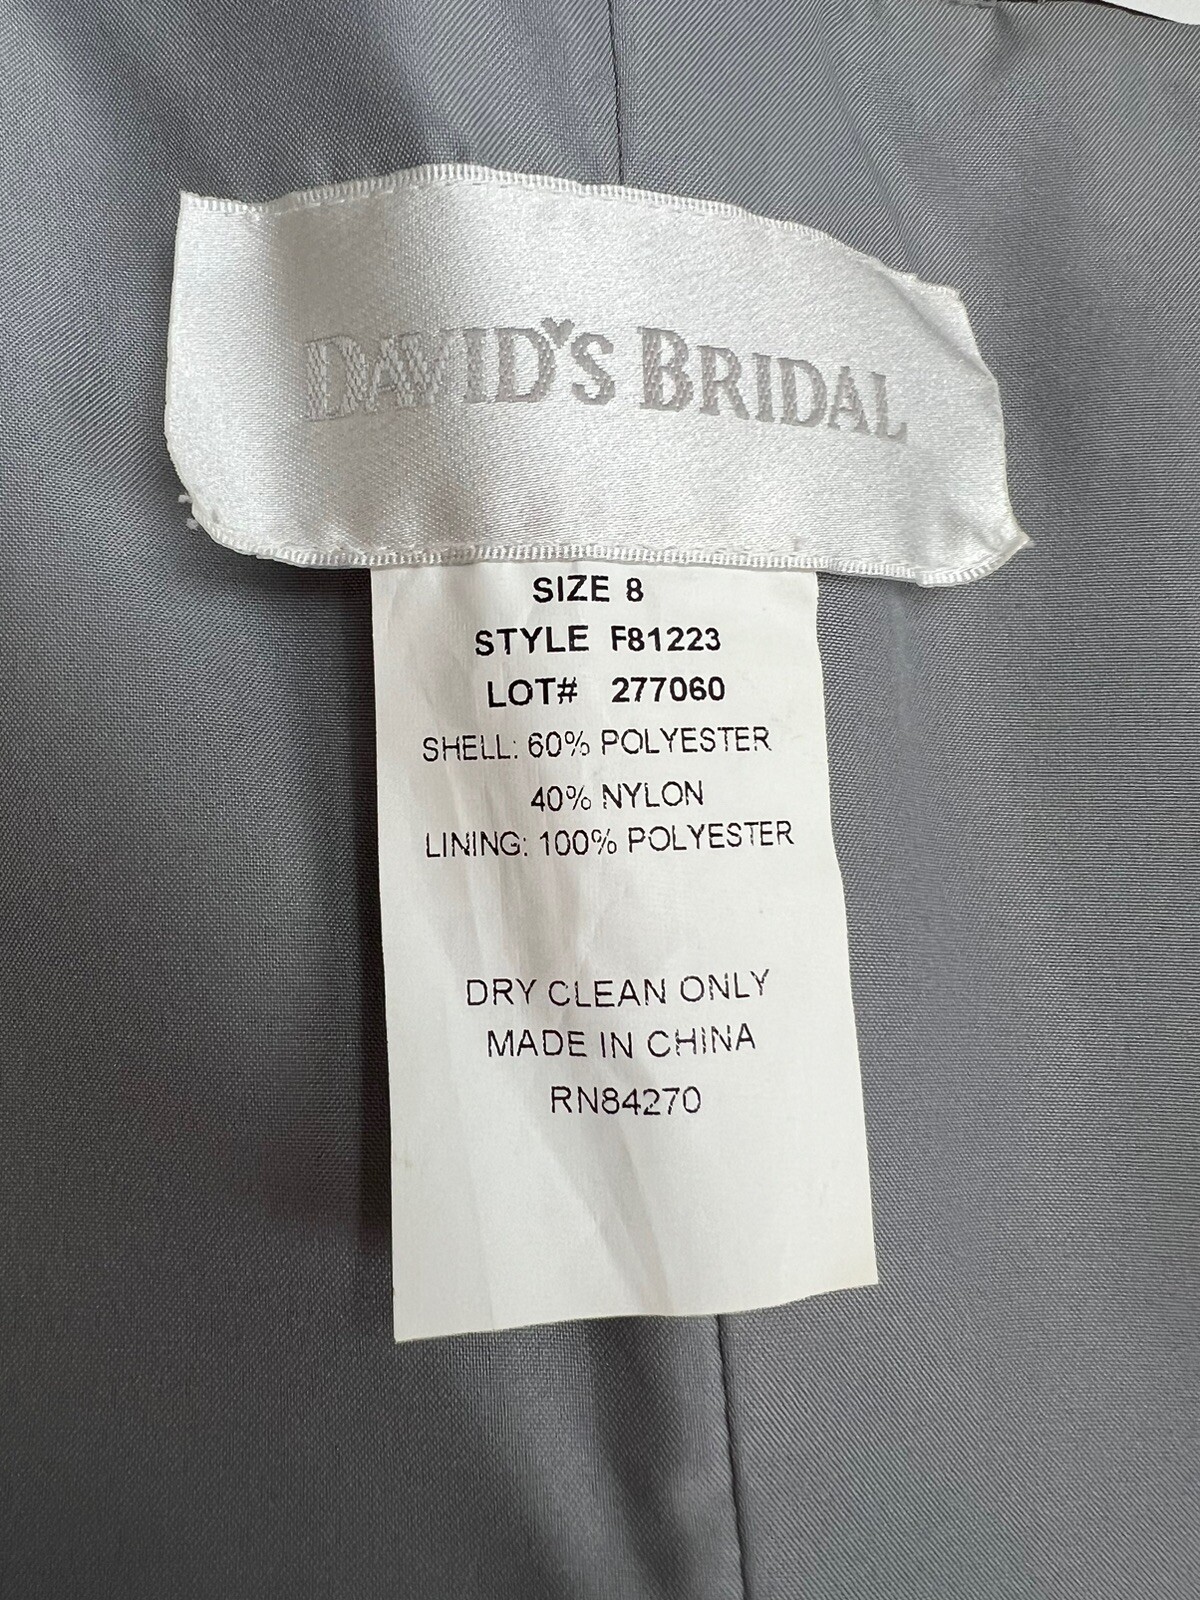 DAVID'S BRIDAL
SIZE 8
STYLE F81223
LOT# 277060
SHELL: 60% POLYESTER
40% NYLON
LINING: 100% POLYESTER
DRY CLEAN ONLY
MADE IN CHINA
RN84270